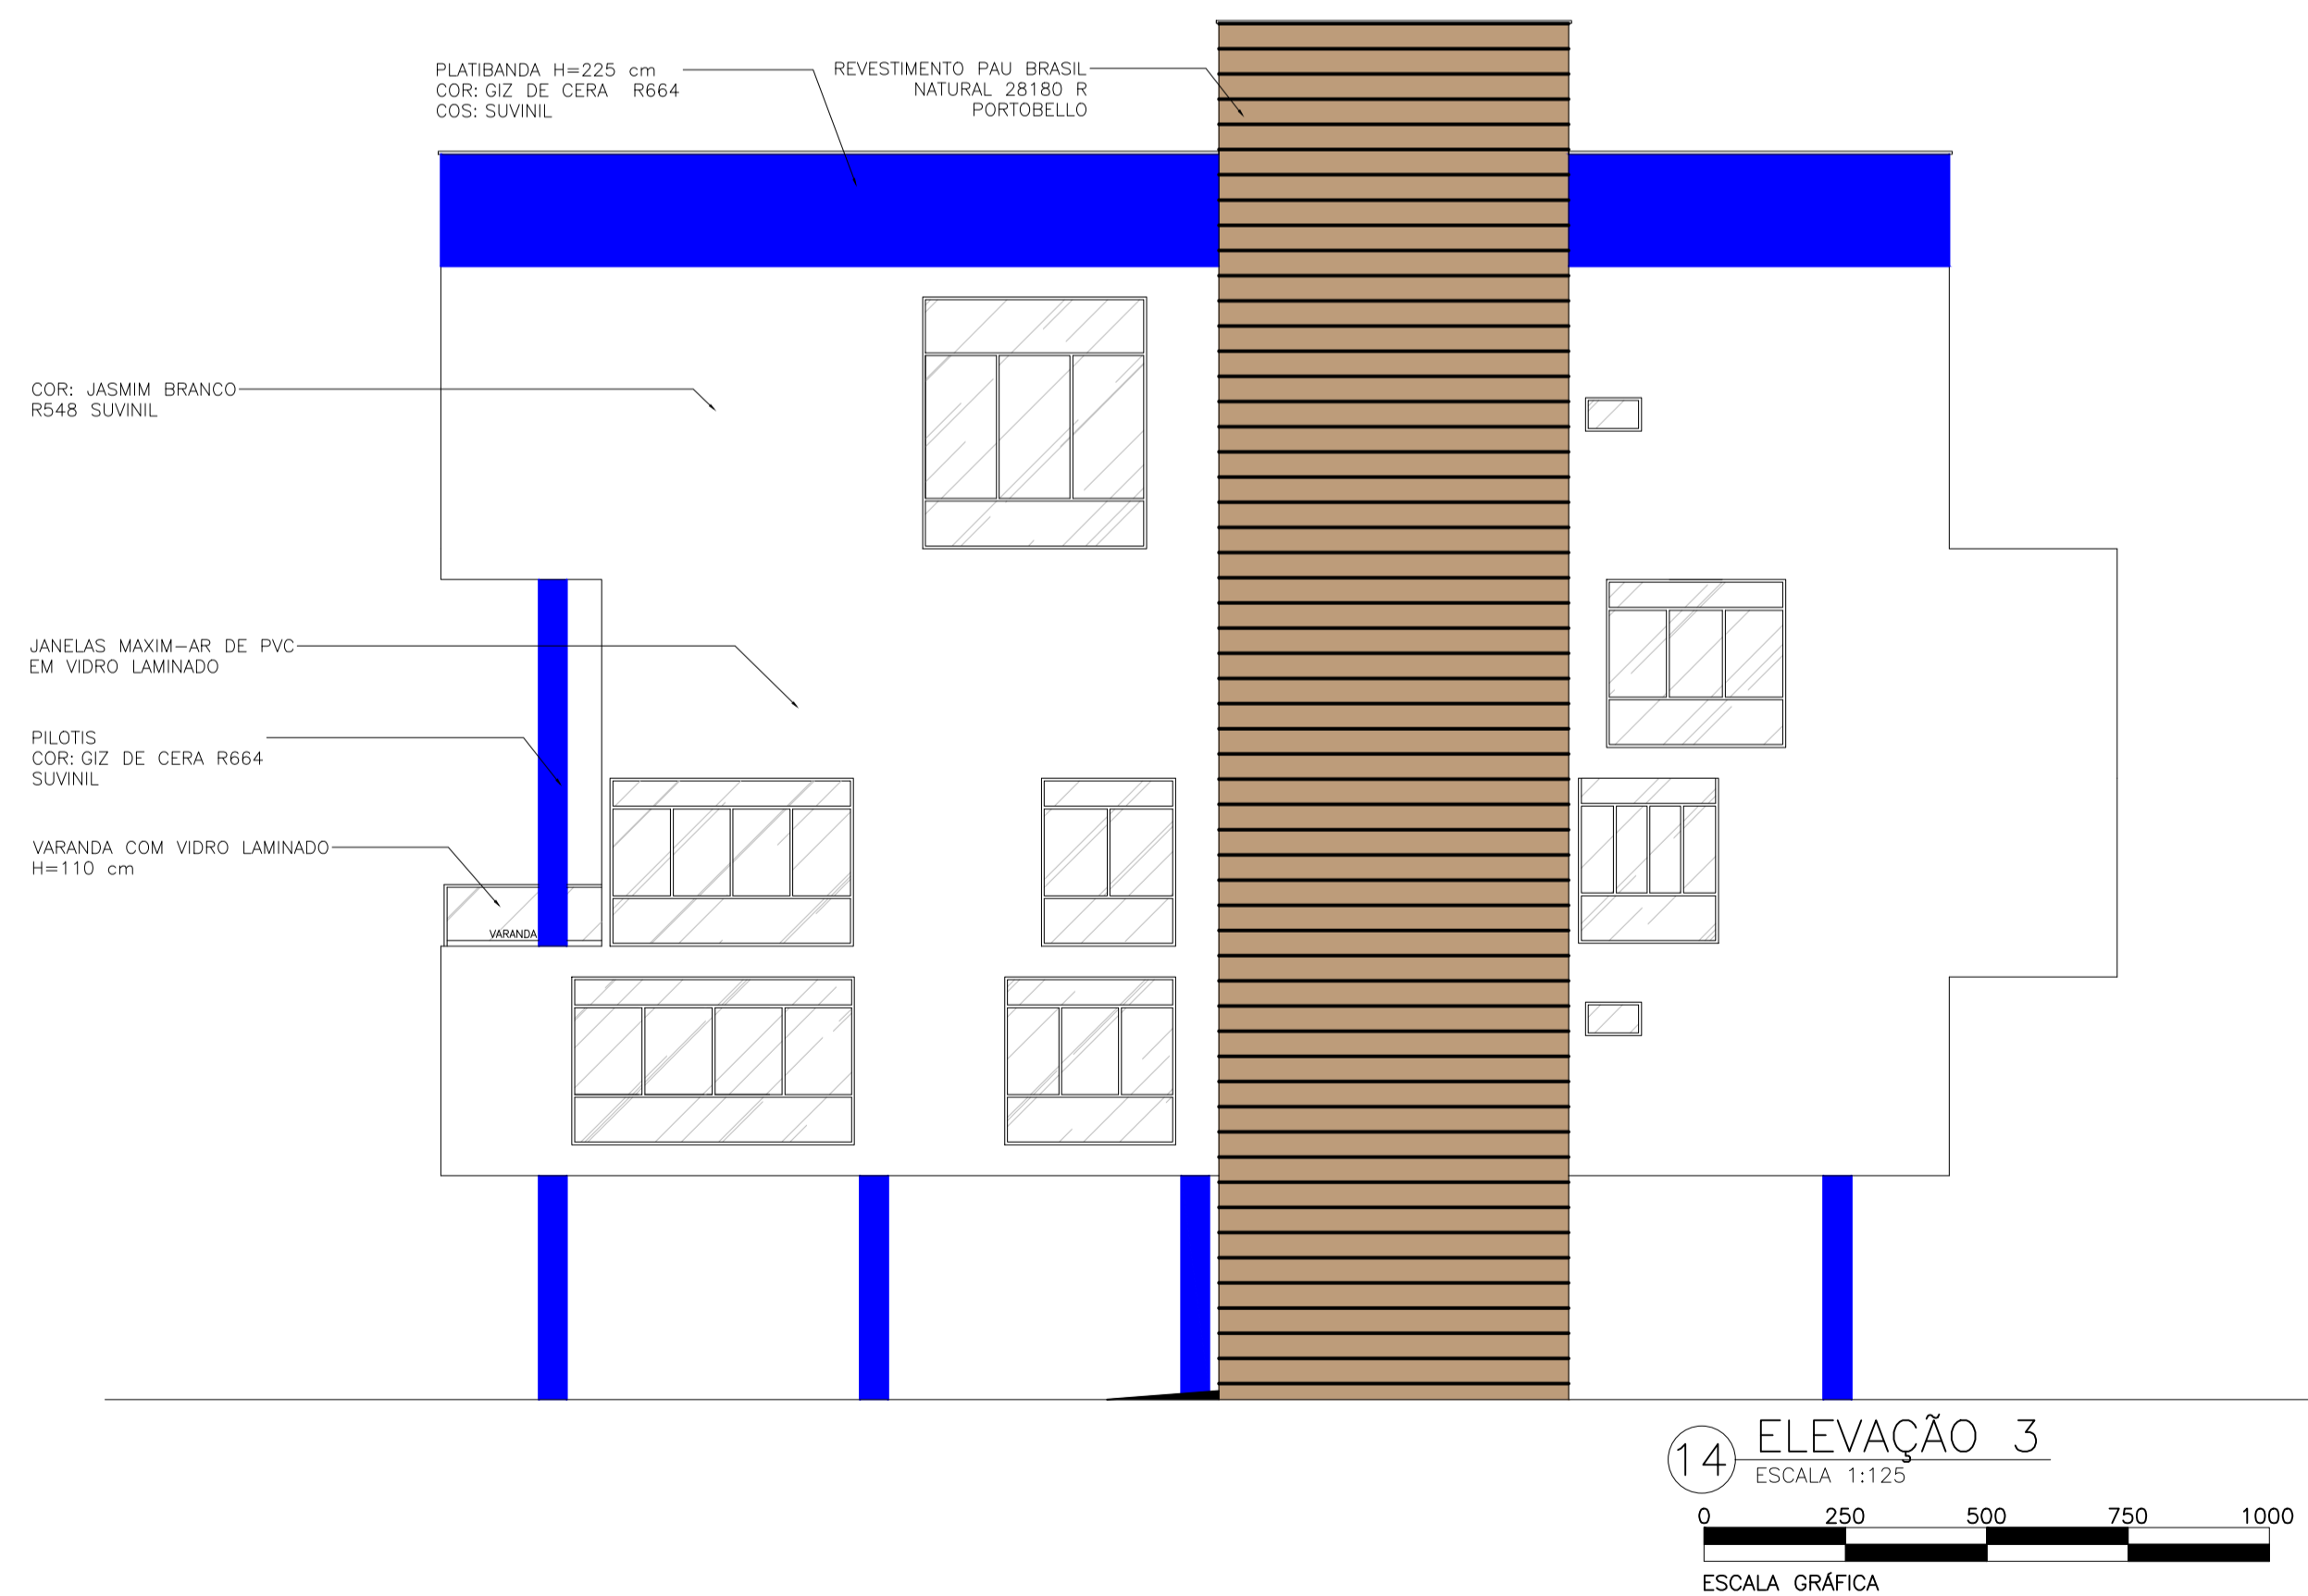 PLATIBANDA H=225 cm
COR: GIZ DE CERA R664
COS: SUVINIL
REVESTIMENTO PAU BRASIL
NATURAL 28180 R
PORTOBELLO
COR: JASMIM BRANCO
R548 SUVINIL
JANELAS MAXIM-AR DE PVC
EM VIDRO LAMINADO
PILOTIS
COR: GIZ DE CERA R664
SUVINIL
VARANDA COM VIDRO LAMINADO
H=110 cm
VARANDA
14 ELEVAÇÃO 3
ESCALA 1:125
0 250 500 750 1000
ESCALA GRÁFICA